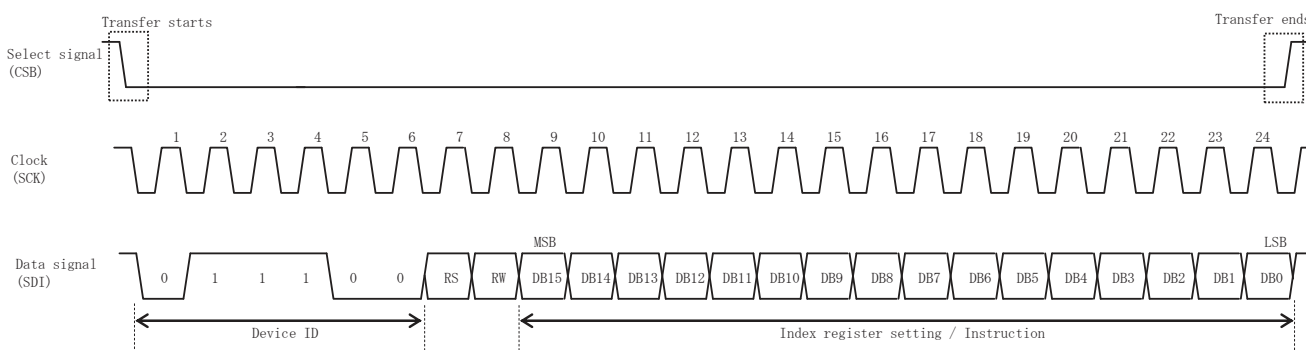 Transfer starts
Transfer ends
Select signal
(CSB)
1 2 3 4 5 6 7 8 9 10 11 12 13 14 15 16 17 18 19 20 21 22 23 24
Clock
(SCK)
MSB LSB
Data signal
(SDI)
0 1 1 1 0 0 RS RW DB15 DB14 DB13 DB12 DB11 DB10 DB9 DB8 DB7 DB6 DB5 DB4 DB3 DB2 DB1 DB0
Device ID
Index register setting / Instruction